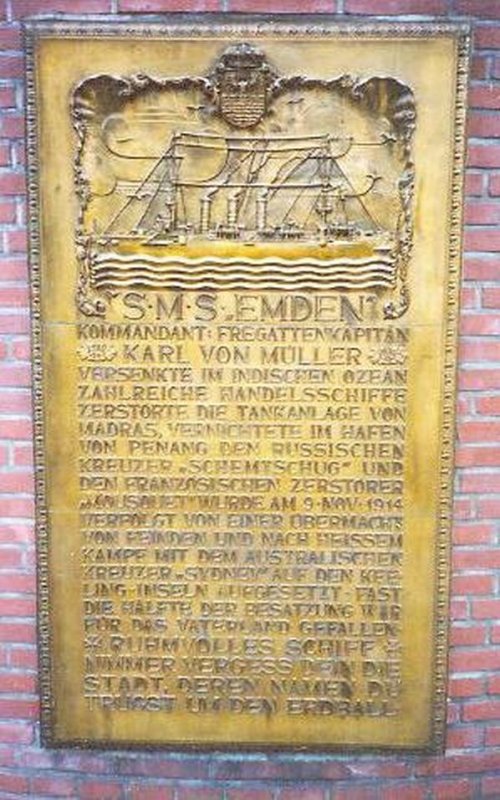 S·M·S „EMDEN"
KOMMANDANT: FREGATTENKAPITÄN
KARL VON MÜLLER
VERSENKTE IM INDISCHEN OZEAN
ZAHLREICHE HANDELSSCHIFFE
ZERSTÖRTE DIE TANKANLAGE VON
MADRAS, VERNICHTETE IM HAFEN
VON PENANG DEN RUSSISCHEN
KREUZER „SCHEMTSCHUG" UND
DEN FRANZÖSISCHEN ZERSTÖRER
„MOUSQUET" WURDE AM 9·NOV·1914
VERFOLGT VON EINER ÜBERMACHT
VON FEINDEN UND NACH HEISSEM
KAMPFE MIT DEM AUSTRALISCHEN
KREUZER „SYDNEY" AUF DEN KEE-
LING-INSELN AUFGESETZT· FAST
DIE HÄLFTE DER BESATZUNG WAR
FÜR DAS VATERLAND GEFALLEN·
RUHMVOLLES SCHIFF
NIMMER VERGESS DEIN DIE
STADT, DEREN NAMEN DU
TRUGST UM DEN ERDBALL